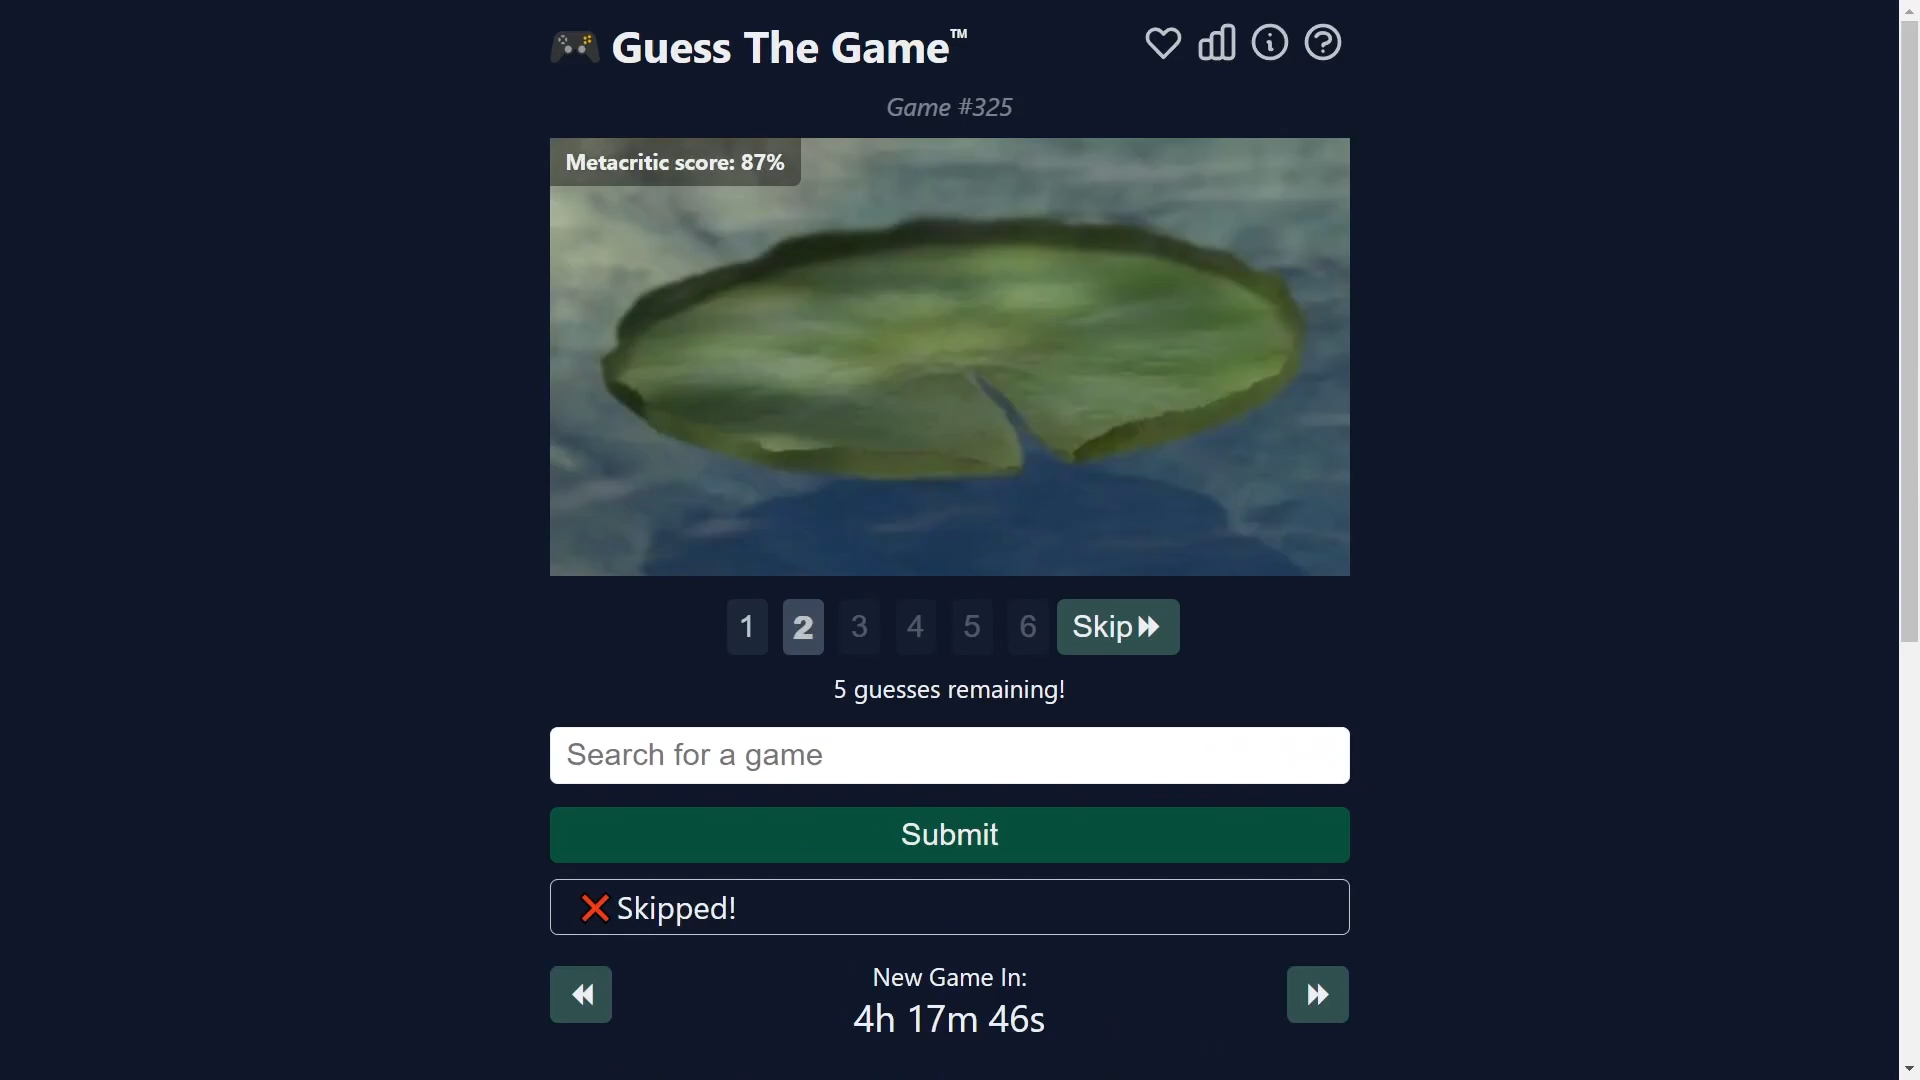 Guess The Game™
Game #325
Metacritic score: 87%
1 2 3 4 5 6 Skip
5 guesses remaining!
Search for a game
Submit
Skipped!
New Game In:
4h 17m 46s